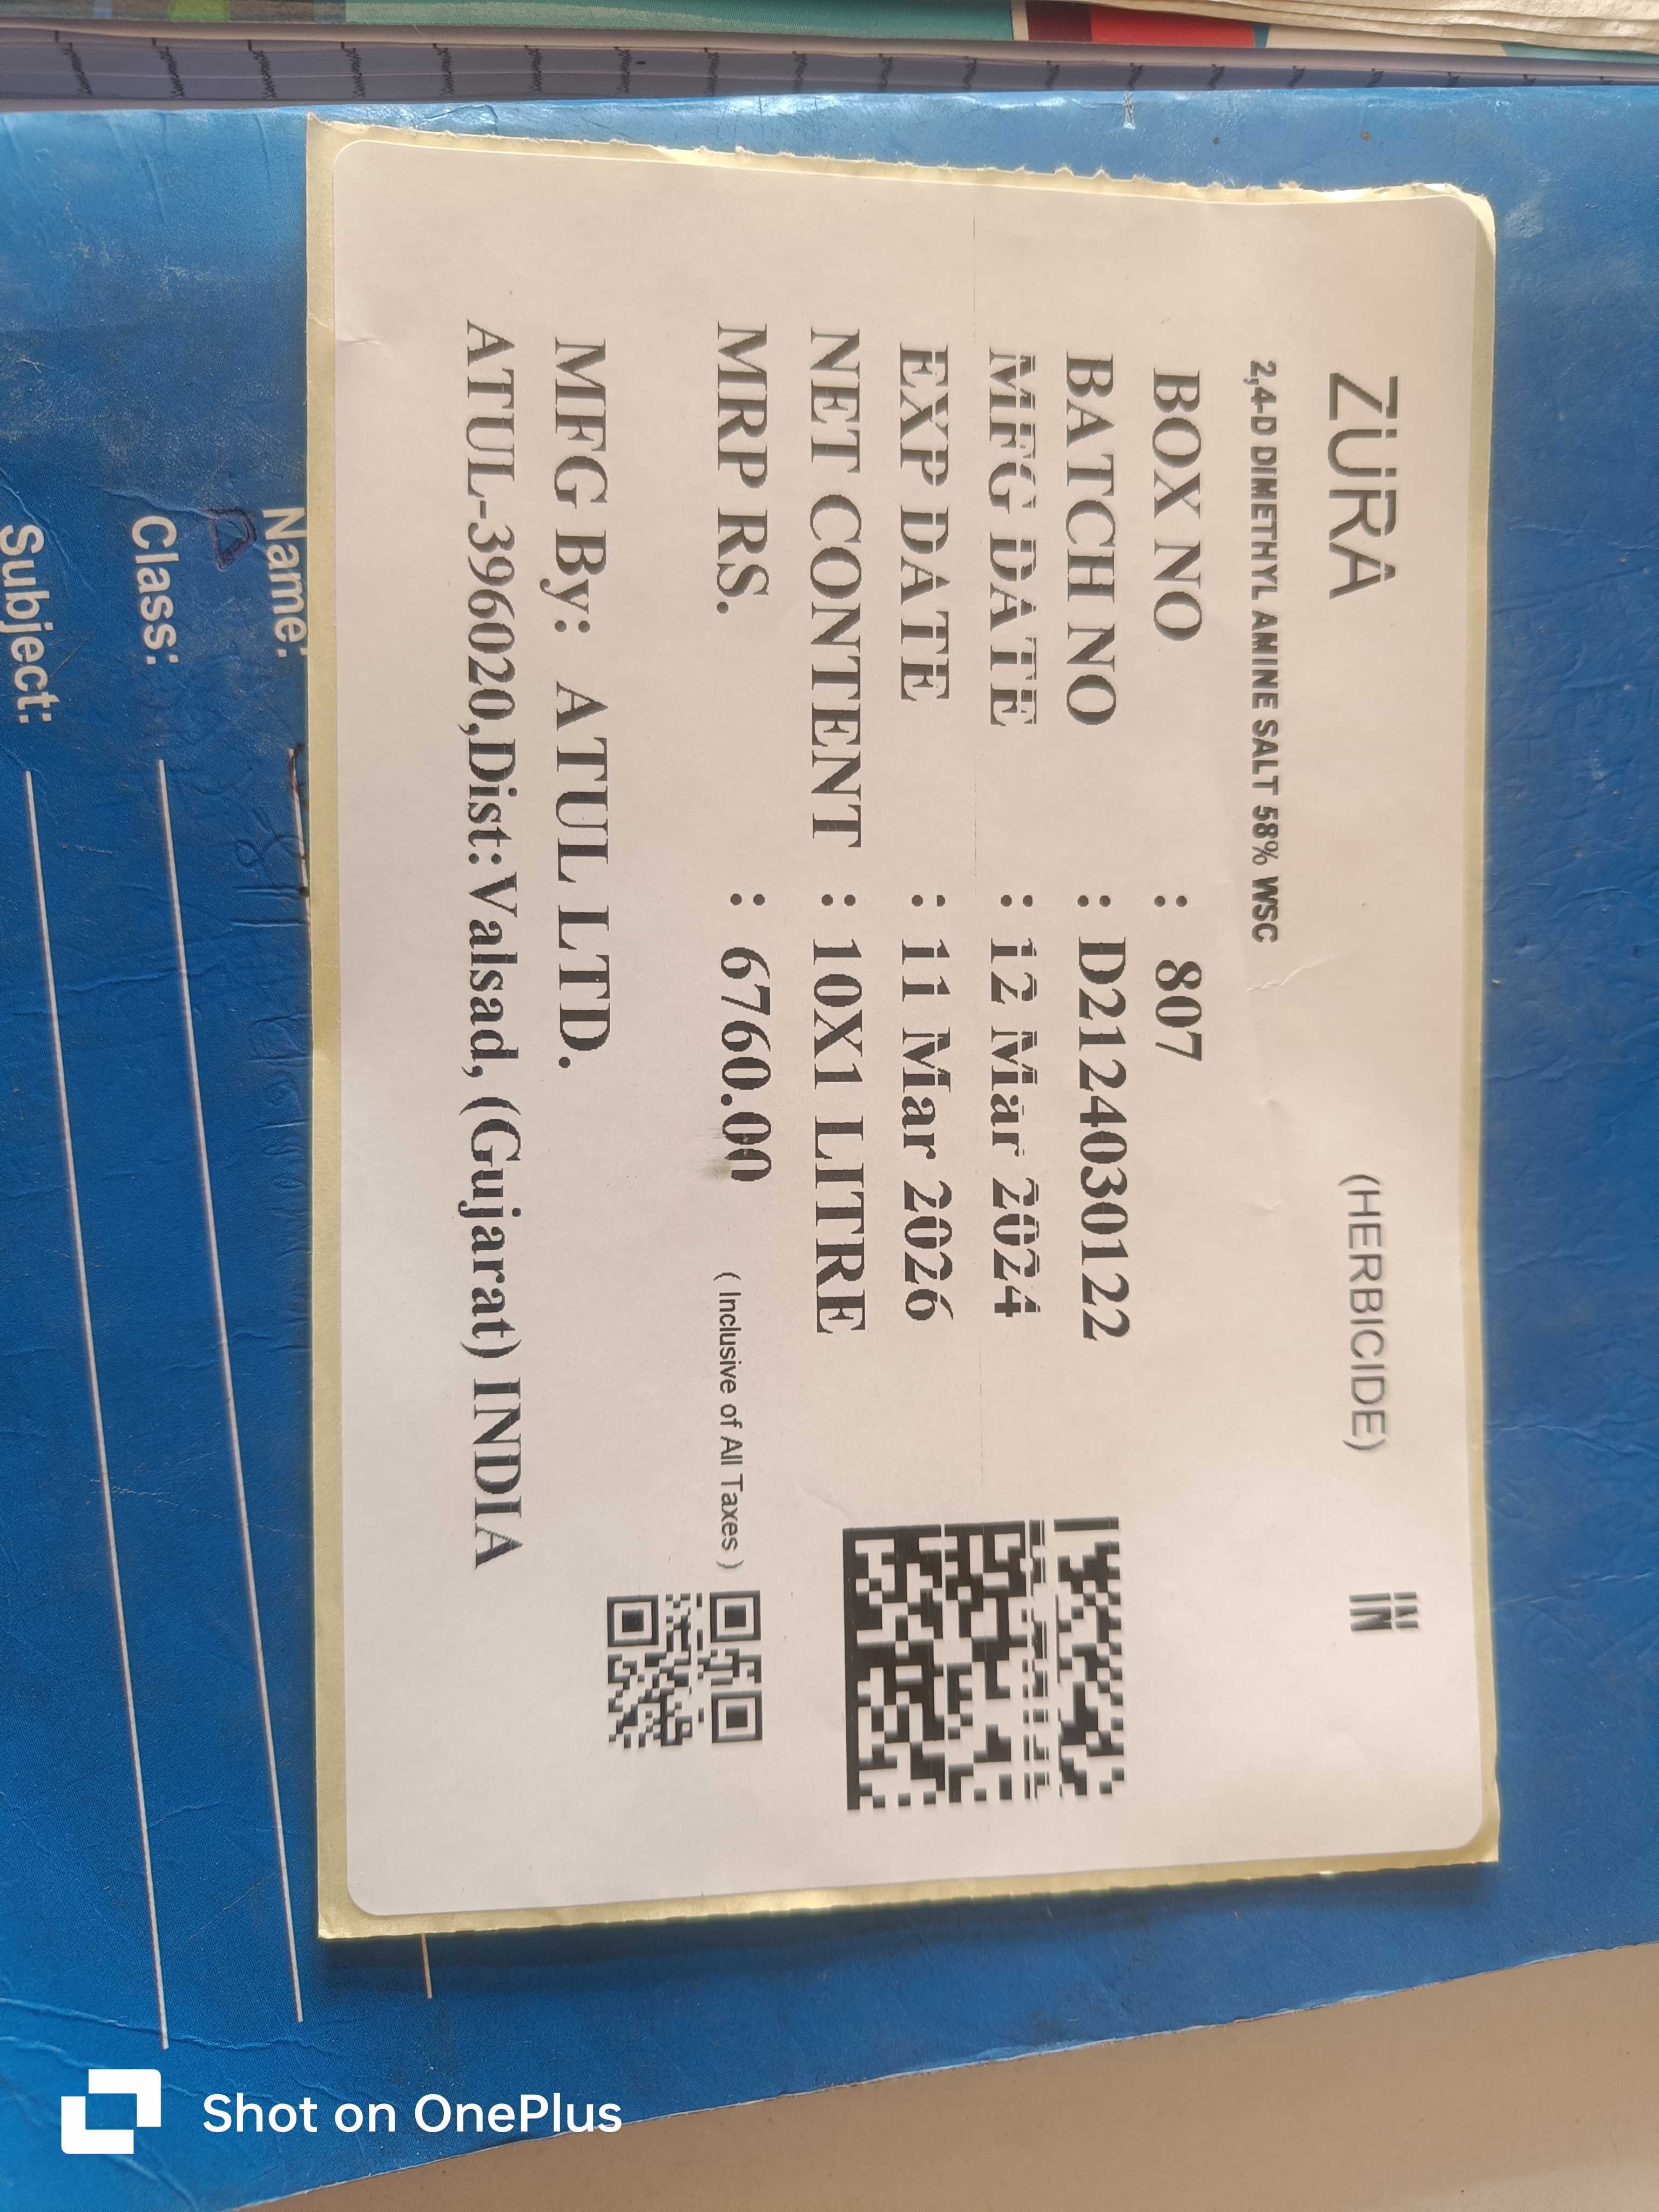 ZURA (HERBICIDE) IN IN
2,4-D DIMETHYL AMINE SALT 58% WSC
BOX NO : 807
BATCH NO : D2124030122
MFG DATE : 12 Mar 2024
EXP DATE : 11 Mar 2026
NET CONTENT : 10X1 LITRE
MRP RS. : 6760.00 ( Inclusive of All Taxes )
MFG By: ATUL LTD.
ATUL-396020,Dist:Valsad, (Gujarat) INDIA
Name:
Class:
Subject:
Shot on OnePlus